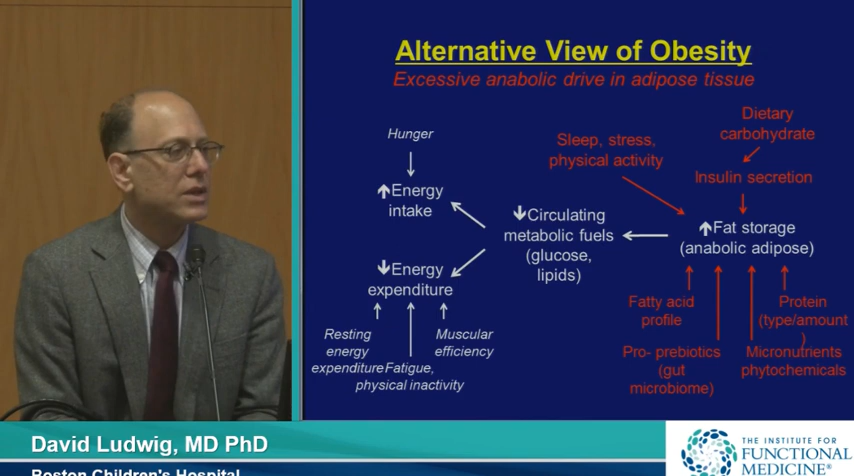 Alternative View of Obesity
Excessive anabolic drive in adipose tissue
Hunger
↑Energy
intake
↓Energy
expenditure
Resting
energy
expenditure
Fatigue,
physical inactivity
Muscular
efficiency
↓Circulating
metabolic fuels
(glucose,
lipids)
Sleep, stress,
physical activity
Dietary
carbohydrate
Insulin secretion
↑Fat storage
(anabolic adipose)
Fatty acid
profile
Pro- prebiotics
(gut
microbiome)
Protein
(type/amount
)
Micronutrients
phytochemicals
David Ludwig, MD PhD
Boston Children's Hospital
THE INSTITUTE FOR
FUNCTIONAL
MEDICINE®